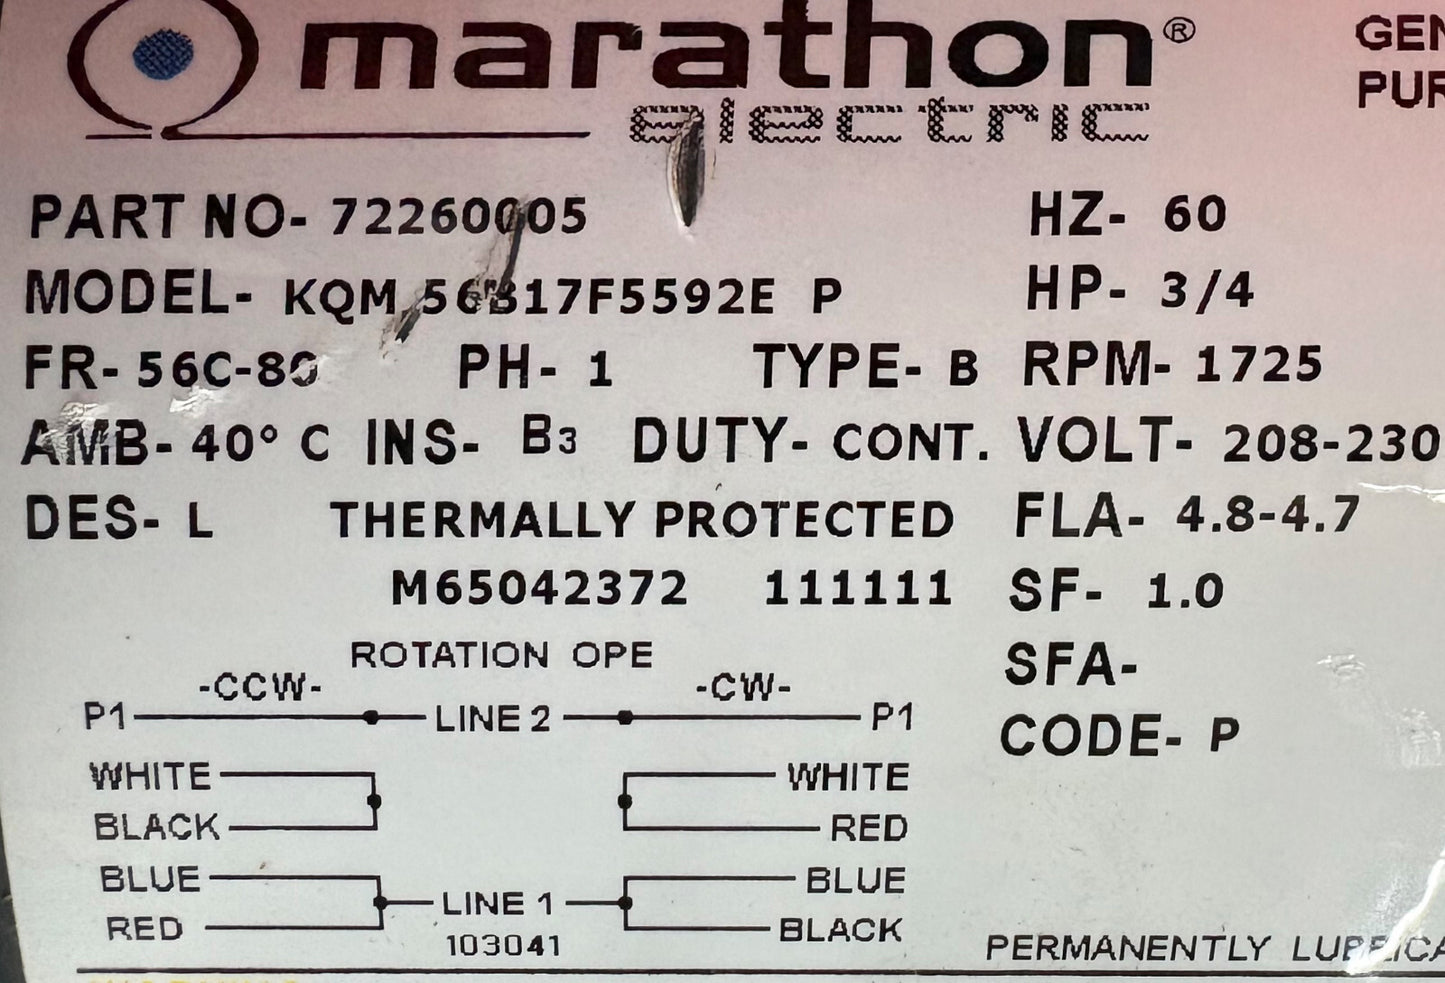 marathon®
electric
GEN
PUR
PART NO- 72260005
HZ- 60
MODEL- KQM 56B17F5592E P
HP- 3/4
FR- 56C-80 PH- 1 TYPE- B RPM- 1725
AMB- 40° C INS- B3 DUTY- CONT. VOLT- 208-230
DES- L THERMALLY PROTECTED FLA- 4.8-4.7
M65042372 111111 SF- 1.0
ROTATION OPE
SFA-
-CCW- -CW-
P1 LINE 2 P1
CODE- P
WHITE WHITE
BLACK RED
BLUE BLUE
LINE 1
RED BLACK
103041
PERMANENTLY LUBRICA